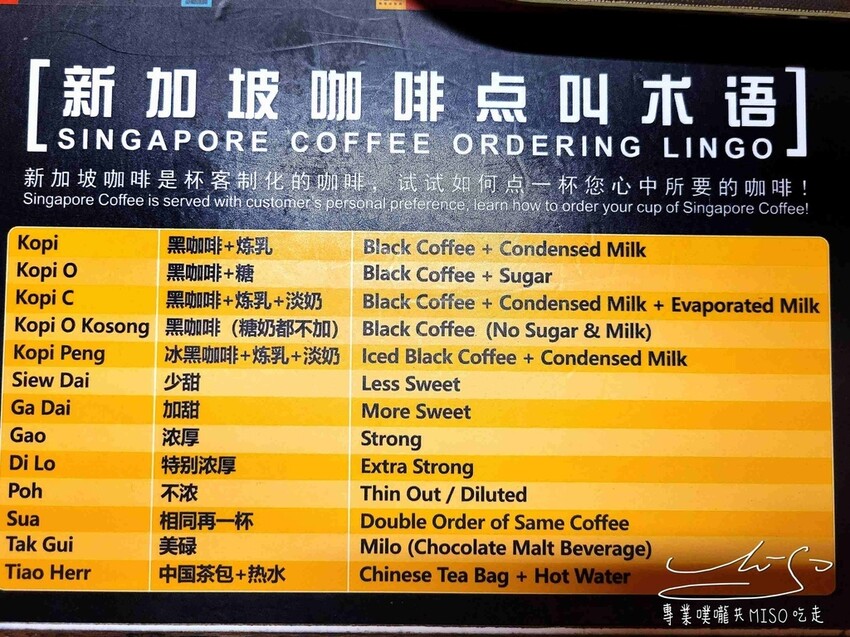 [新加坡咖啡点叫术语]
SINGAPORE COFFEE ORDERING LINGO
新加坡咖啡是杯客制化的咖啡，试试如何点一杯您心中所要的咖啡！
Singapore Coffee is served with customer's personal preference, learn how to order your cup of Singapore Coffee!
Kopi 黑咖啡+炼乳 Black Coffee + Condensed Milk
Kopi O 黑咖啡+糖 Black Coffee + Sugar
Kopi C 黑咖啡+炼乳+淡奶 Black Coffee + Condensed Milk + Evaporated Milk
Kopi O Kosong 黑咖啡（糖奶都不加） Black Coffee (No Sugar & Milk)
Kopi Peng 冰黑咖啡+炼乳+淡奶 Iced Black Coffee + Condensed Milk
Siew Dai 少甜 Less Sweet
Ga Dai 加甜 More Sweet
Gao 浓厚 Strong
Di Lo 特别浓厚 Extra Strong
Poh 不浓 Thin Out / Diluted
Sua 相同再一杯 Double Order of Same Coffee
Tak Gui 美碌 Milo (Chocolate Malt Beverage)
Tiao Herr 中国茶包+热水 Chinese Tea Bag + Hot Water
專業噗嚨共MISO吃走